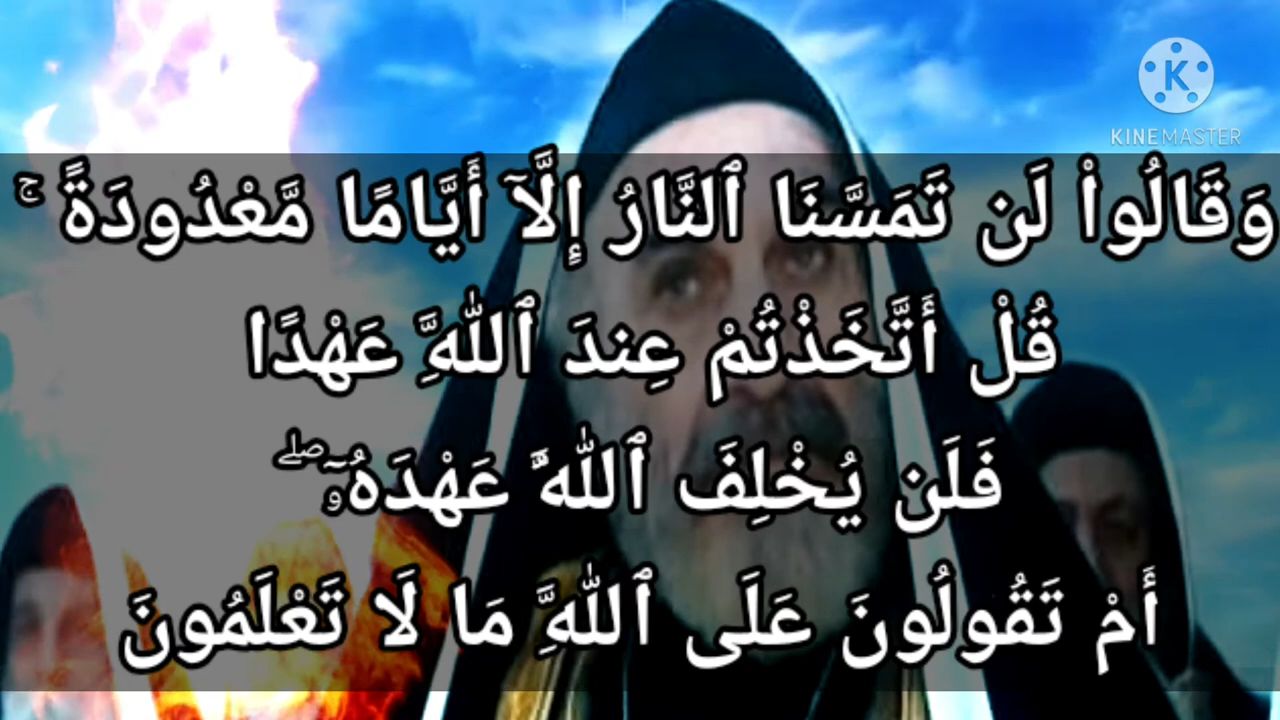 KINEMASTER
وَقَالُوا۟ لَن تَمَسَّنَا ٱلنَّارُ إِلَّآ أَيَّامًا مَّعْدُودَةً ۚ
قُلْ أَتَّخَذْتُمْ عِندَ ٱللَّهِ عَهْدًا
فَلَن يُخْلِفَ ٱللَّهُ عَهْدَهُۥٓ ۖ
أَمْ تَقُولُونَ عَلَى ٱللَّهِ مَا لَا تَعْلَمُونَ